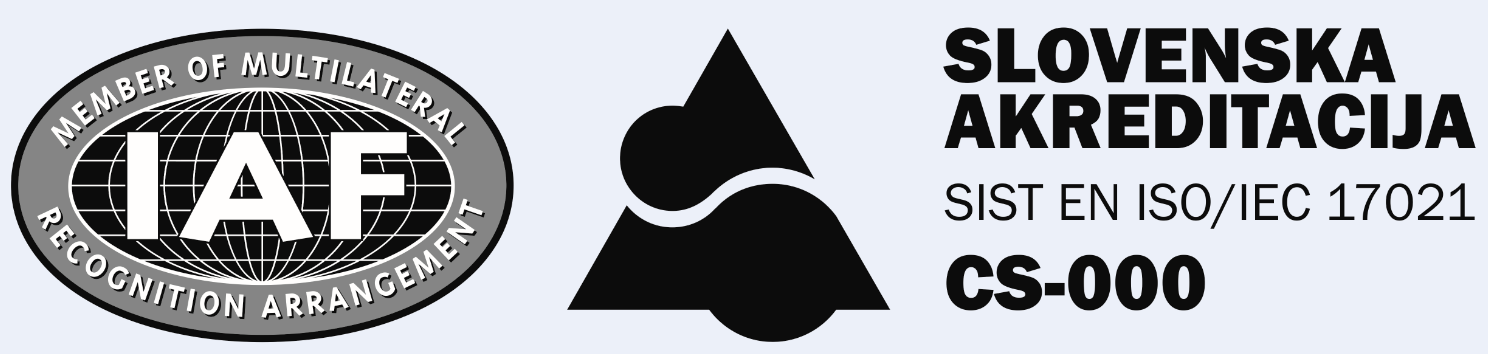 MEMBER OF MULTILATERAL
IAF
RECOGNITION ARRANGEMENT
SLOVENSKA
AKREDITACIJA
SIST EN ISO/IEC 17021
CS-000